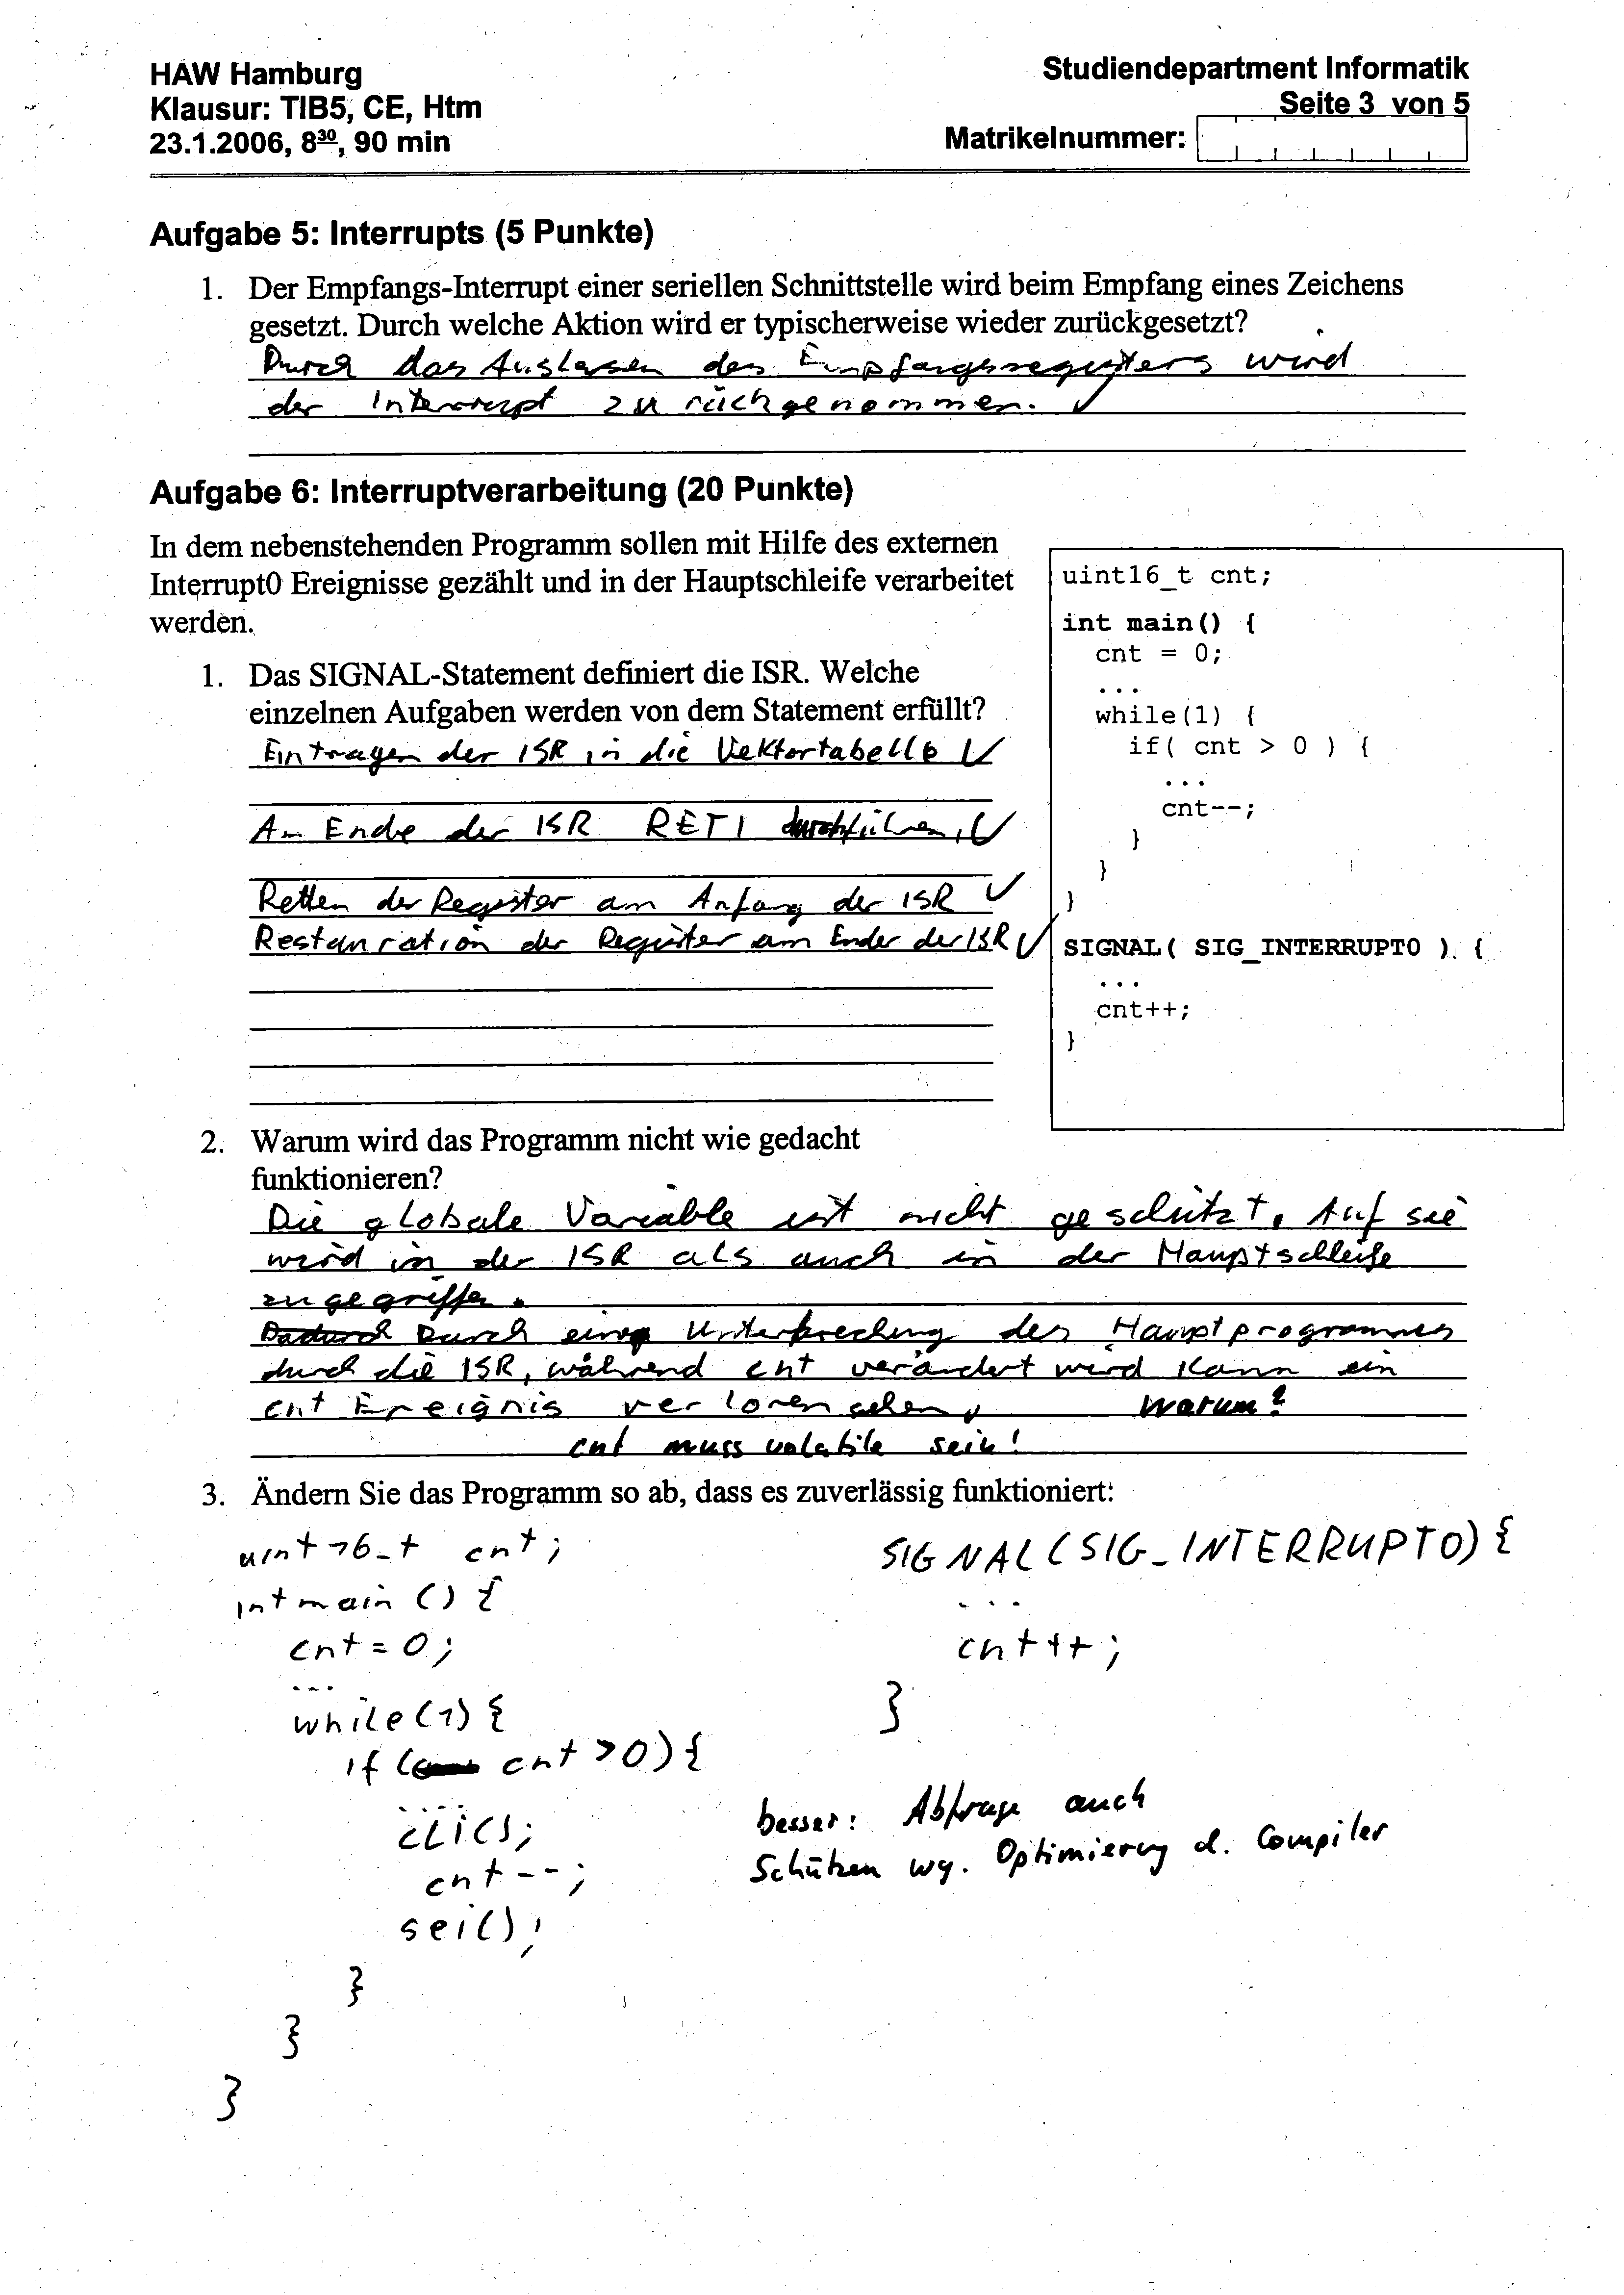 HAW Hamburg
Klausur: TIB5, CE, Htm
23.1.2006, 8³⁰, 90 min
Studiendepartment Informatik
Seite 3 von 5
Matrikelnummer:
Aufgabe 5: Interrupts (5 Punkte)
1. Der Empfangs-Interrupt einer seriellen Schnittstelle wird beim Empfang eines Zeichens
gesetzt. Durch welche Aktion wird er typischerweise wieder zurückgesetzt?
Durch das Auslesen des Empfangsregisters wird
der Interrupt zurückgenommen. ✓
Aufgabe 6: Interruptverarbeitung (20 Punkte)
In dem nebenstehenden Programm sollen mit Hilfe des externen
Interrupt0 Ereignisse gezählt und in der Hauptschleife verarbeitet
werden.
1. Das SIGNAL-Statement definiert die ISR. Welche
einzelnen Aufgaben werden von dem Statement erfüllt?
Eintragen der ISR in die Vektortabelle ✓
Am Ende der ISR RETI durchführen, ✓
Retten der Register am Anfang der ISR ✓
Restauration der Register am Ender der ISR ✓
uint16_t cnt;
int main() {
cnt = 0;
...
while(1) {
if( cnt > 0 ) {
...
cnt--;
}
}
}
SIGNAL( SIG_INTERRUPT0 ) {
...
cnt++;
}
2. Warum wird das Programm nicht wie gedacht
funktionieren?
Die globale Variable ist nicht geschützt. Auf sie
wird in der ISR als auch in der Hauptschleife
zugegriffen.
Dadurch Durch eine Unterbrechung des Hauptprogrammes
durch die ISR, während cnt verändert wird kann ein
cnt Ereignis verloren gehen ✓ Warum?
cnt muss volatile sein!
3. Ändern Sie das Programm so ab, dass es zuverlässig funktioniert:
uint16_t cnt;
int main () {
cnt = 0;
...
while(1) {
if ( cnt > 0) {
....
cli();
cnt--;
sei();
}
}
}
SIGNAL (SIG_INTERRUPT0) {
...
cnt++;
}
besser: Abfrage auch
Schützen wg. Optimierung d. Compiler